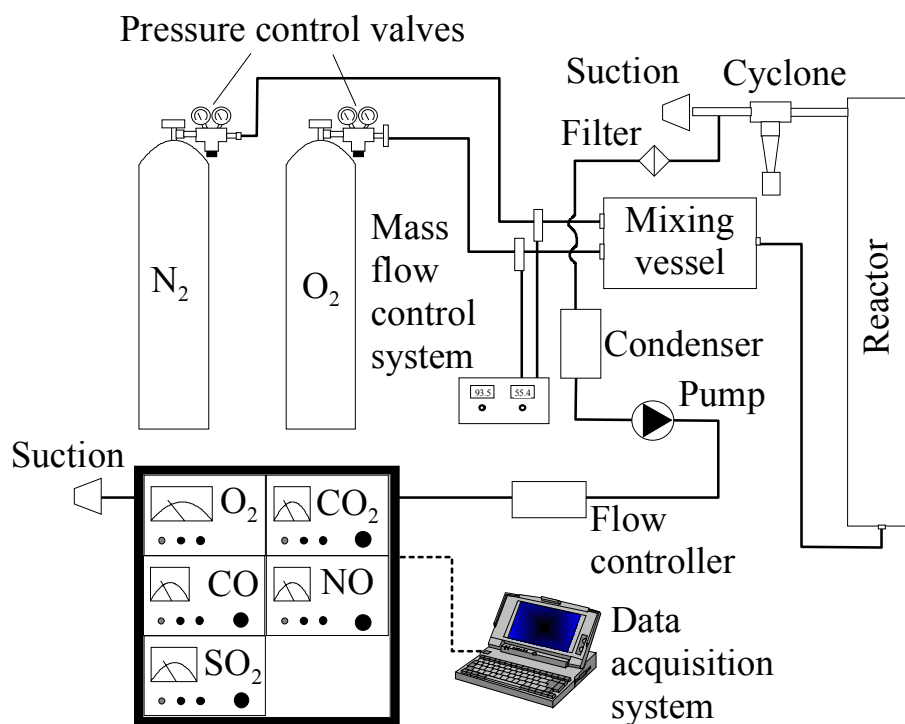 Pressure control valves
Suction
Cyclone
Filter
Mixing
vessel
Mass
flow
control
system
N₂
O₂
Reactor
Condenser
93.5
55.4
Pump
Suction
O₂
CO₂
Flow
controller
CO
NO
SO₂
Data
acquisition
system